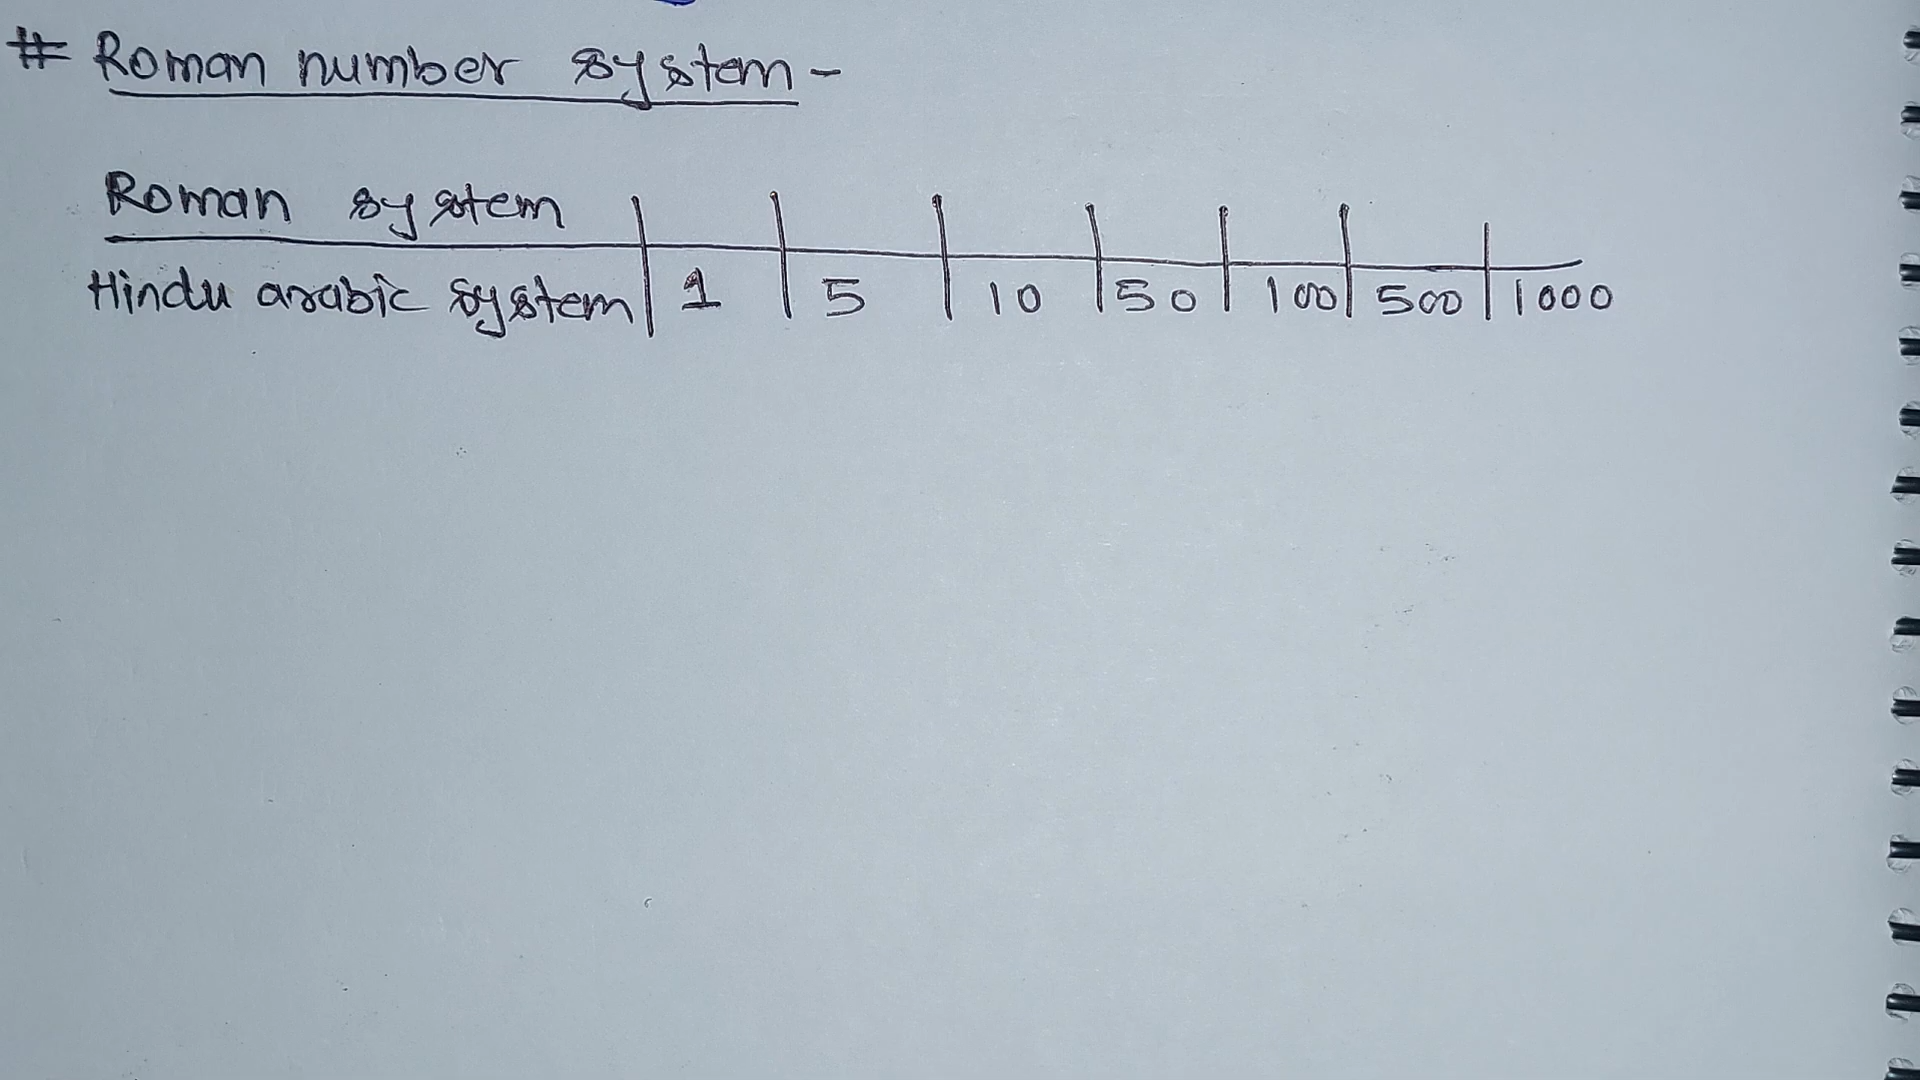 # Roman number system -
Roman system
Hindu arabic system 1 5 10 50 100 500 1000